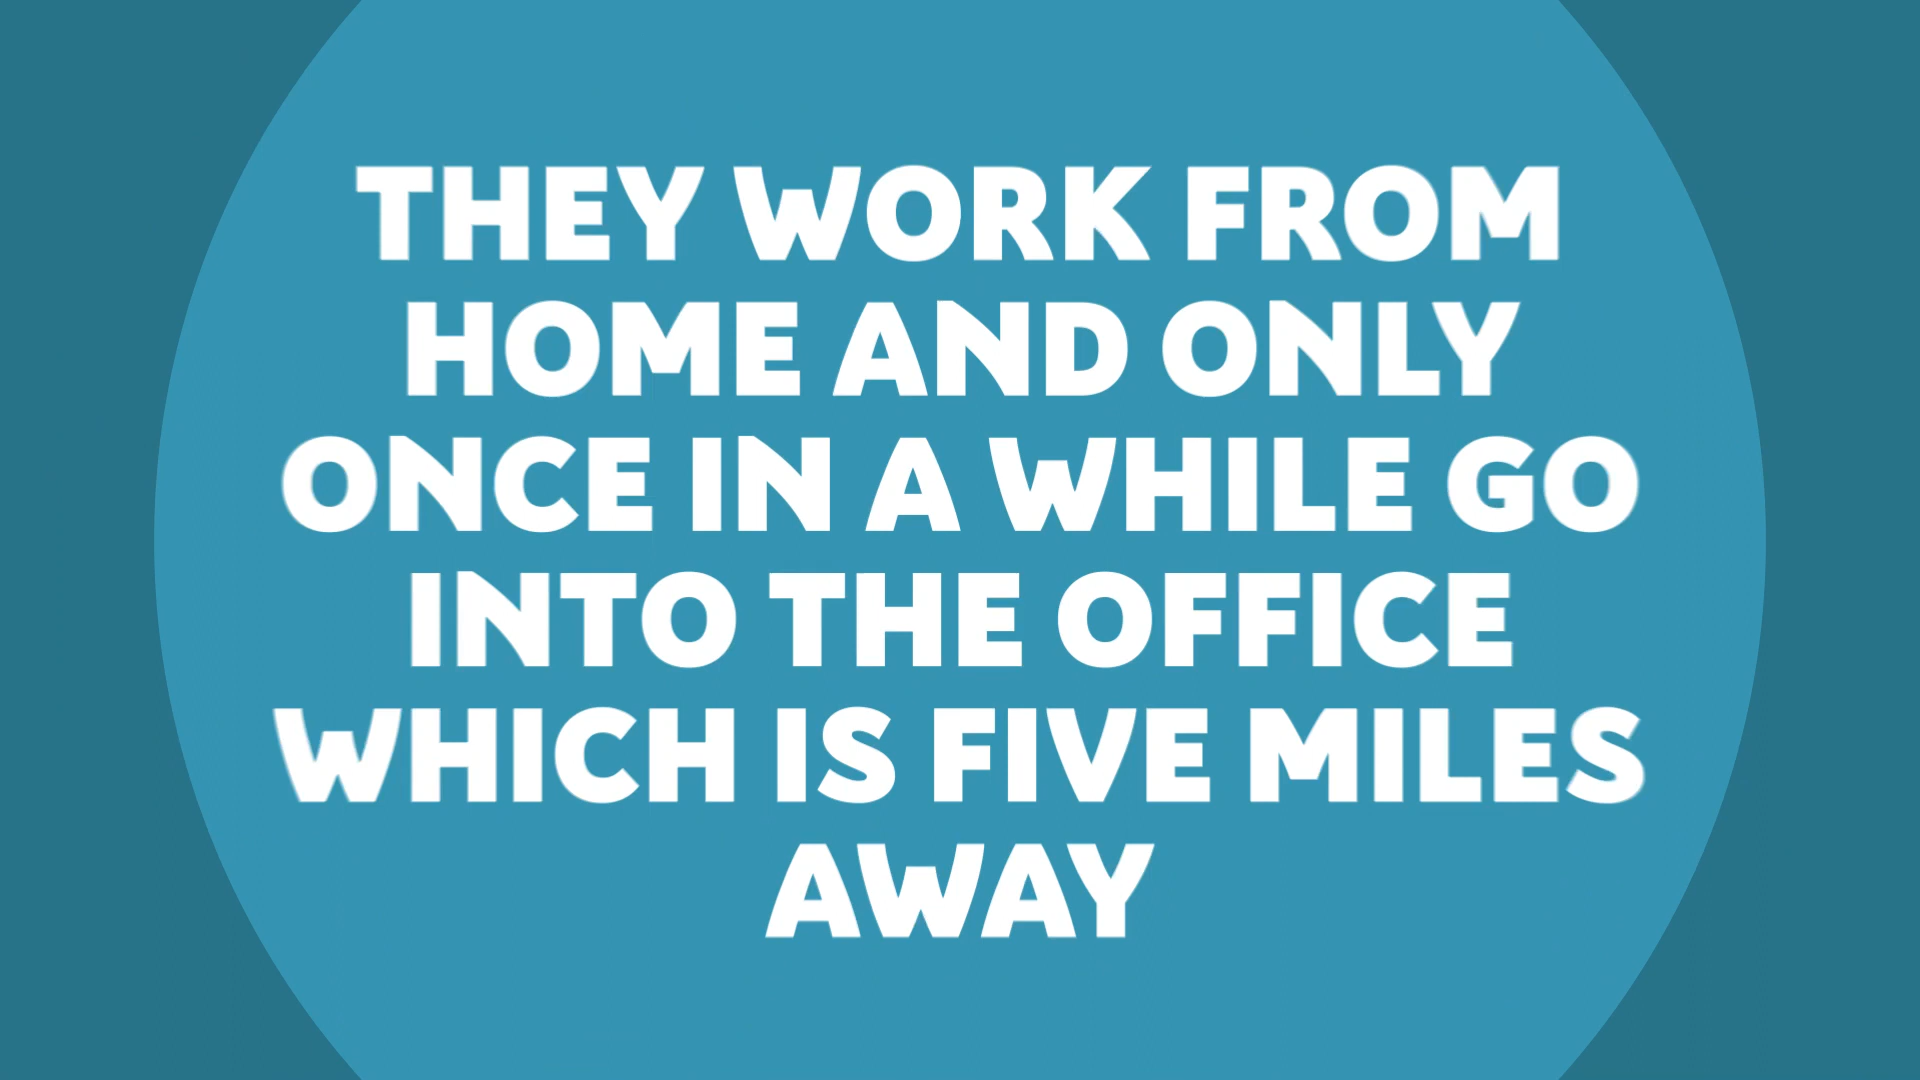 THEY WORK FROM
HOME AND ONLY
ONCE IN A WHILE GO
INTO THE OFFICE
WHICH IS FIVE MILES
AWAY